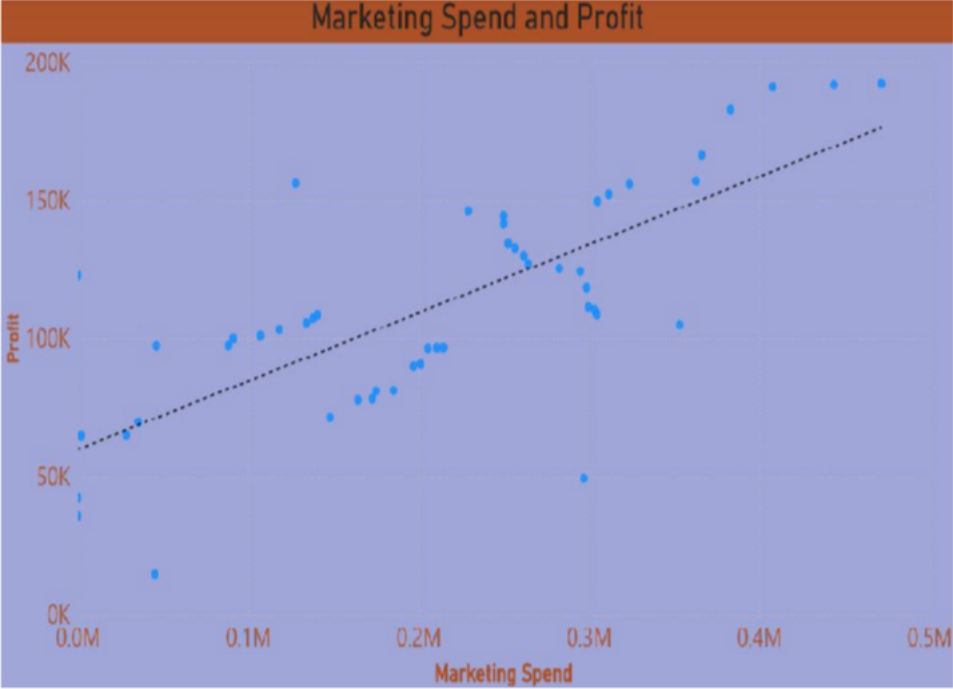 Marketing Spend and Profit
200K
150K
100K
50K
0K
Profit
0.0M 0.1M 0.2M 0.3M 0.4M 0.5M
Marketing Spend